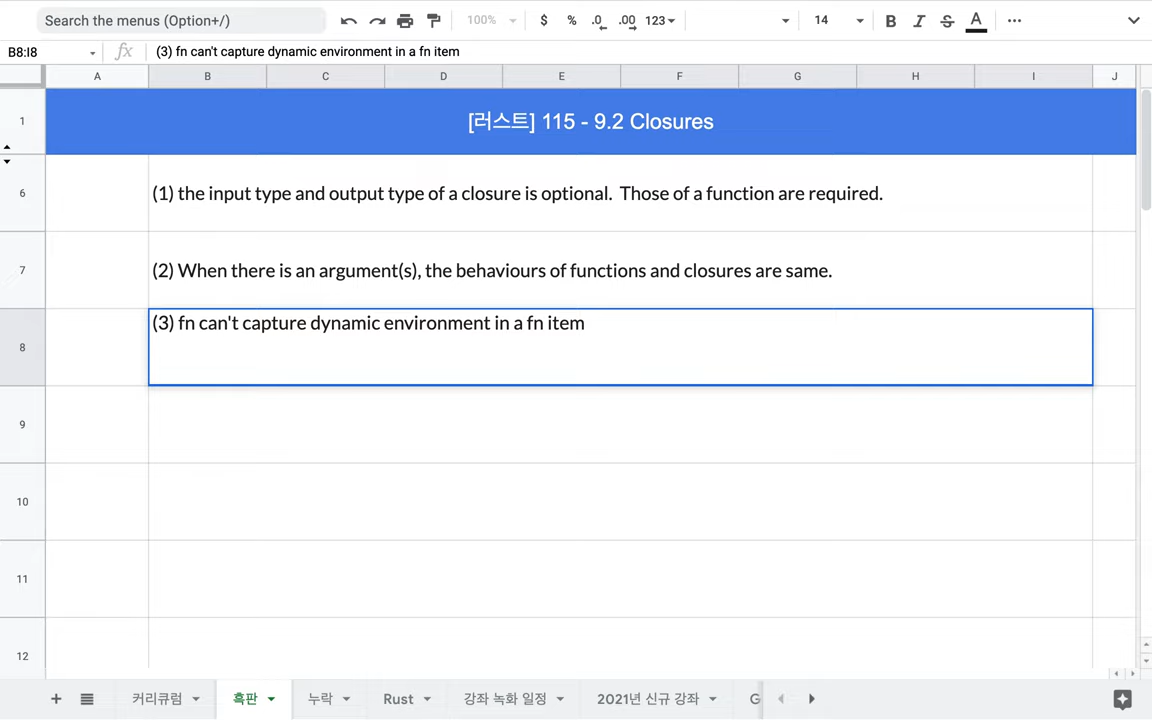 Search the menus (Option+/) 100% $ % .0 .00 123 14 B I S A
B8:I8 fx (3) fn can't capture dynamic environment in a fn item
A B C D E F G H I J
1 [러스트] 115 - 9.2 Closures
6 (1) the input type and output type of a closure is optional.  Those of a function are required.
7 (2) When there is an argument(s), the behaviours of functions and closures are same.
8 (3) fn can't capture dynamic environment in a fn item
9
10
11
12
커리큐럼 흑판 누락 Rust 강좌 녹화 일정 2021년 신규 강좌 G